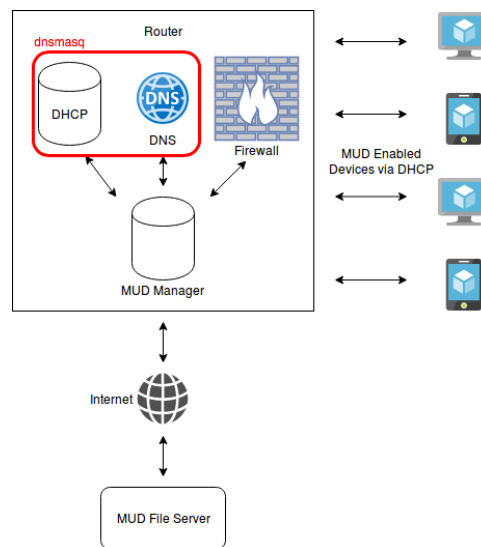 dnsmasq
Router
DHCP
DNS
DNS
Firewall
MUD Enabled
Devices via DHCP
MUD Manager
Internet
MUD File Server